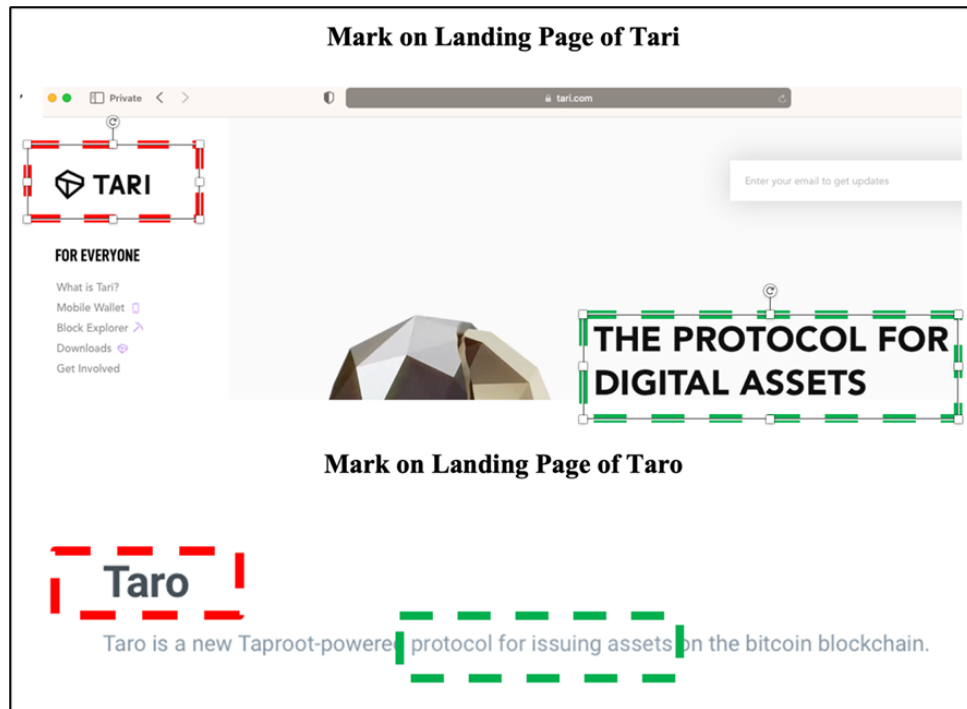 Mark on Landing Page of Tari
Private
tari.com
TARI
Enter your email to get updates
FOR EVERYONE
What is Tari?
Mobile Wallet
Block Explorer
Downloads
Get Involved
THE PROTOCOL FOR
DIGITAL ASSETS
Mark on Landing Page of Taro
Taro
Taro is a new Taproot-powered protocol for issuing assets on the bitcoin blockchain.